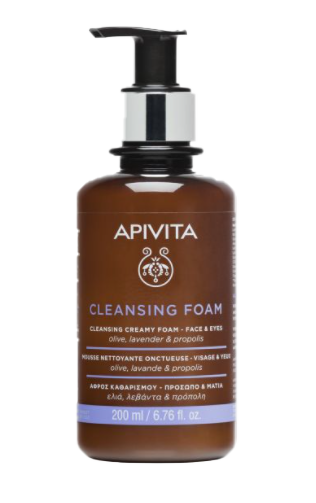 APIVITA
CLEANSING FOAM
CLEANSING CREAMY FOAM - FACE & EYES
olive, lavender & propolis
MOUSSE NETTOYANTE ONCTUEUSE - VISAGE & YEUX
olive, lavande & propolis
ΑΦΡΟΣ ΚΑΘΑΡΙΣΜΟΥ - ΠΡΟΣΩΠΟ & ΜΑΤΙΑ
ελιά, λεβάντα & πρόπολη
200 ml / 6.76 fl. oz.